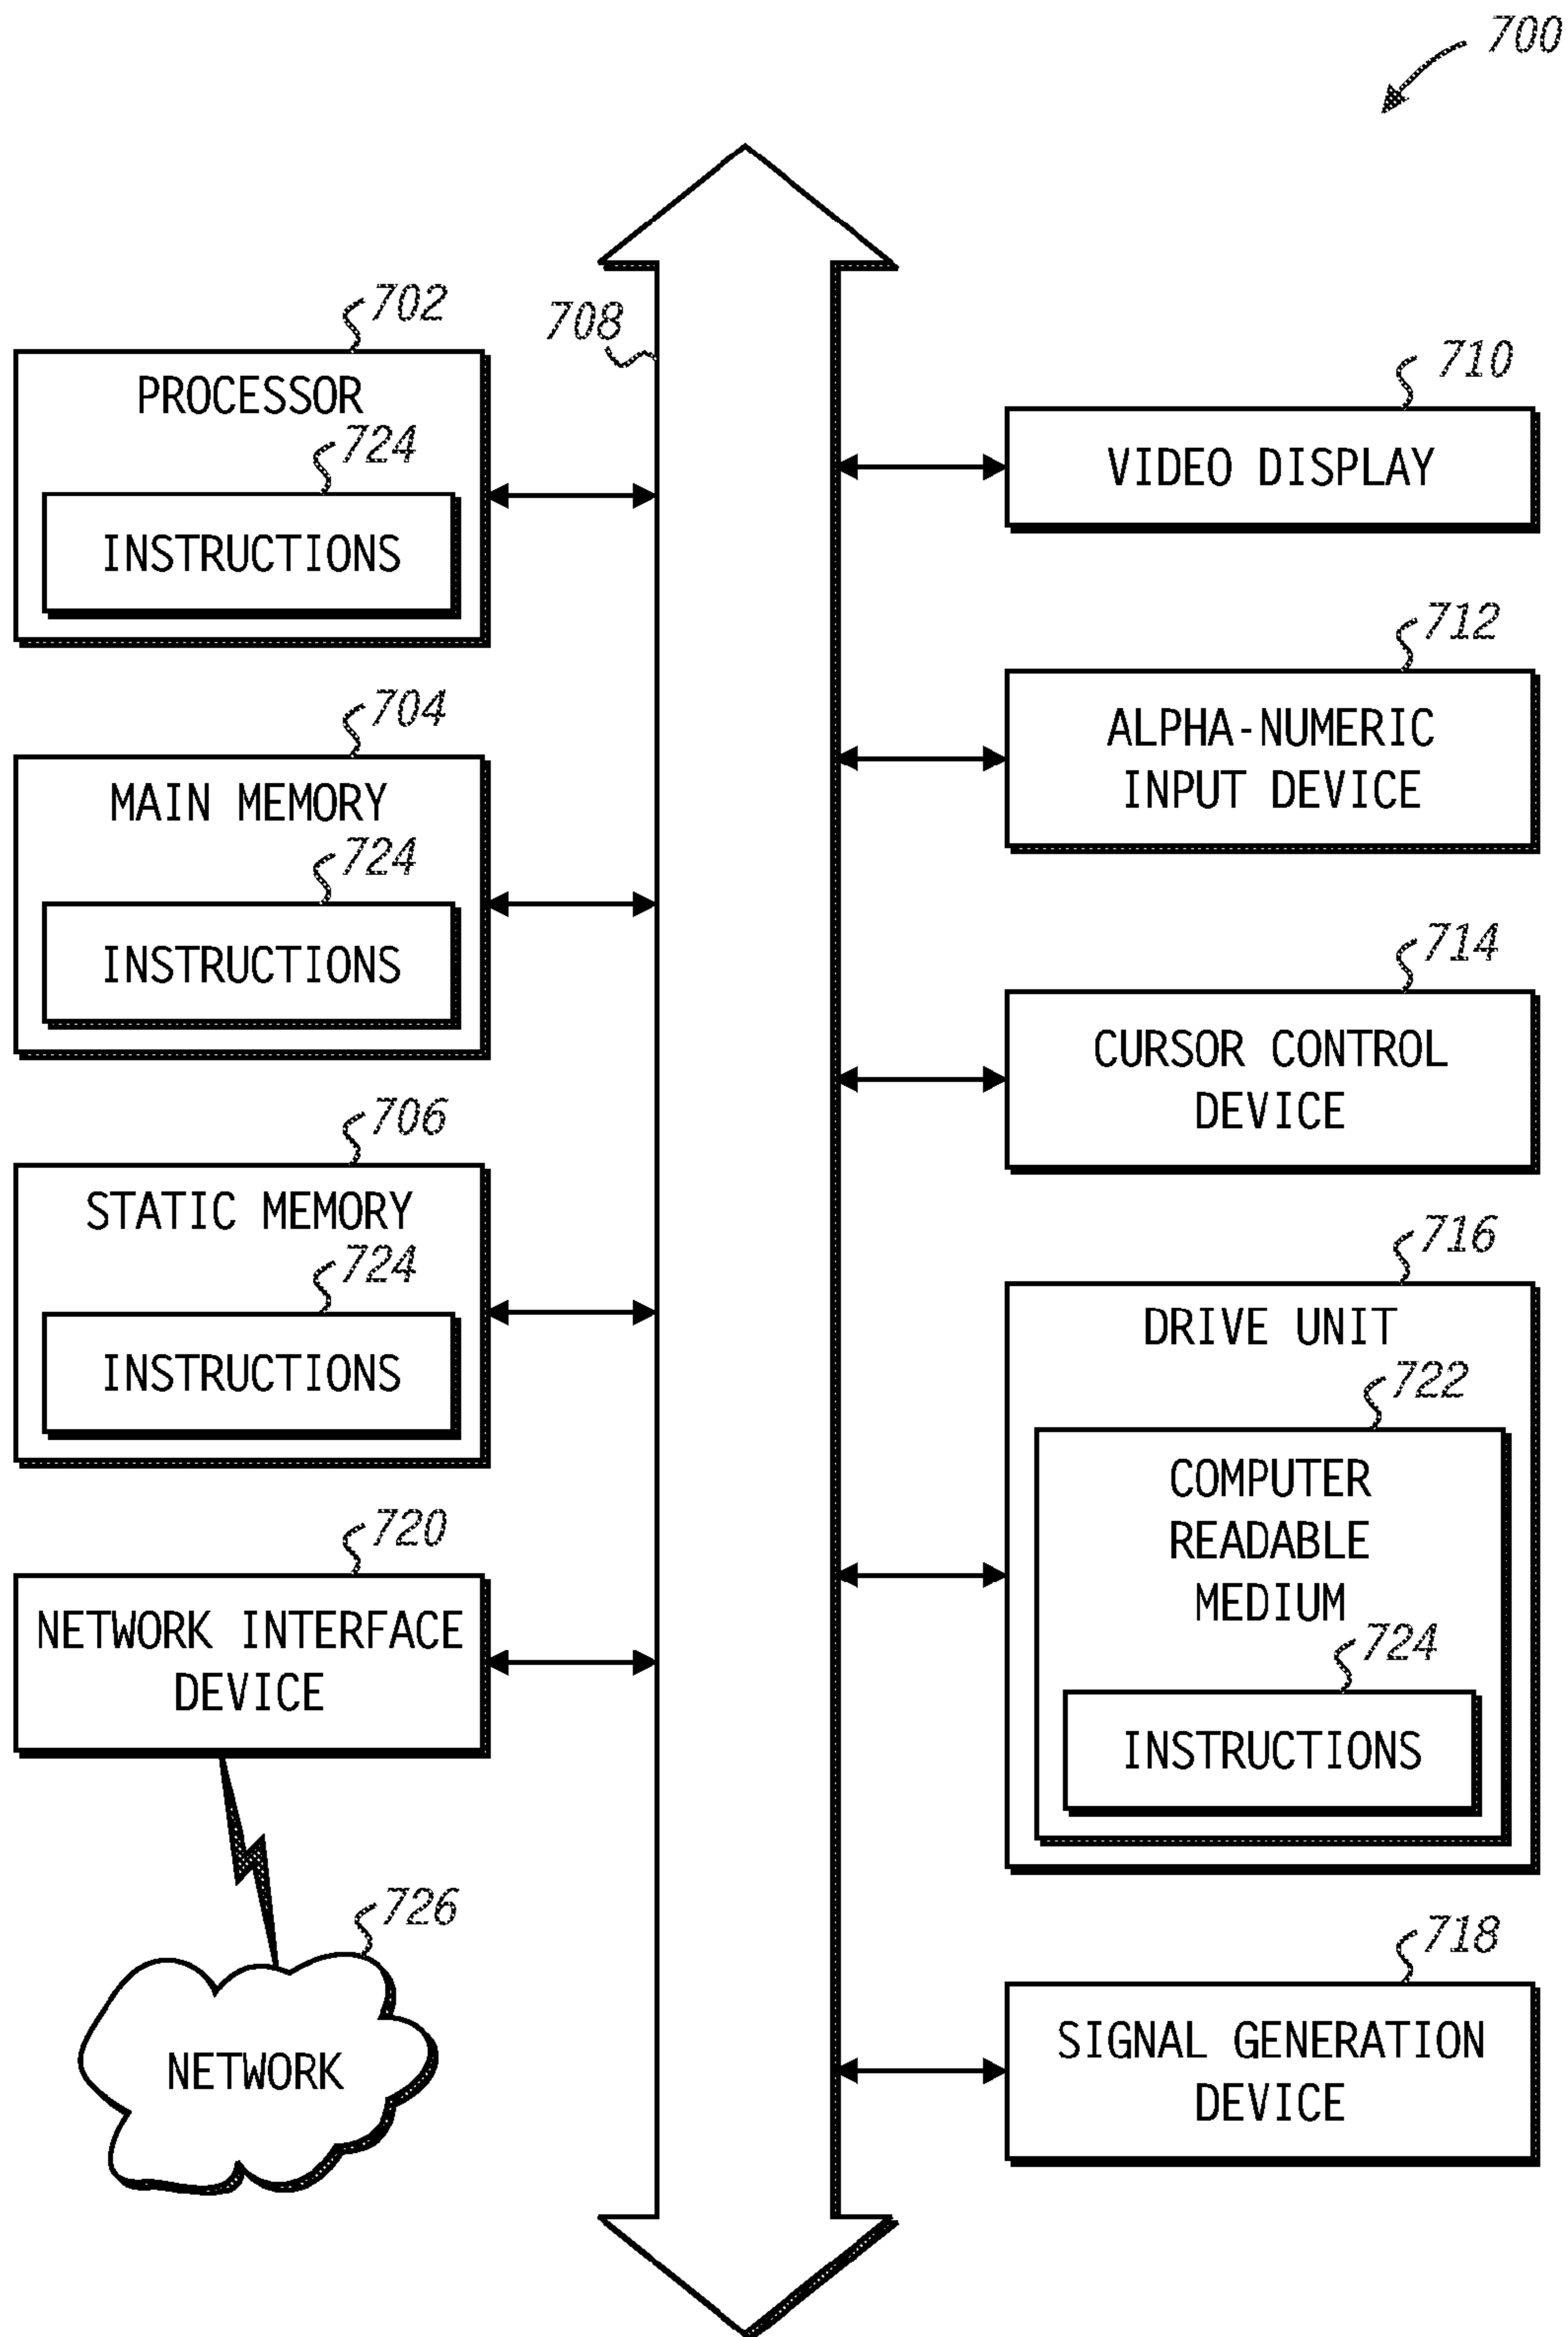 700
702
PROCESSOR
724
INSTRUCTIONS
704
MAIN MEMORY
724
INSTRUCTIONS
706
STATIC MEMORY
724
INSTRUCTIONS
720
NETWORK INTERFACE
DEVICE
726
NETWORK
708
710
VIDEO DISPLAY
712
ALPHA-NUMERIC
INPUT DEVICE
714
CURSOR CONTROL
DEVICE
716
DRIVE UNIT
722
COMPUTER
READABLE
MEDIUM
724
INSTRUCTIONS
718
SIGNAL GENERATION
DEVICE